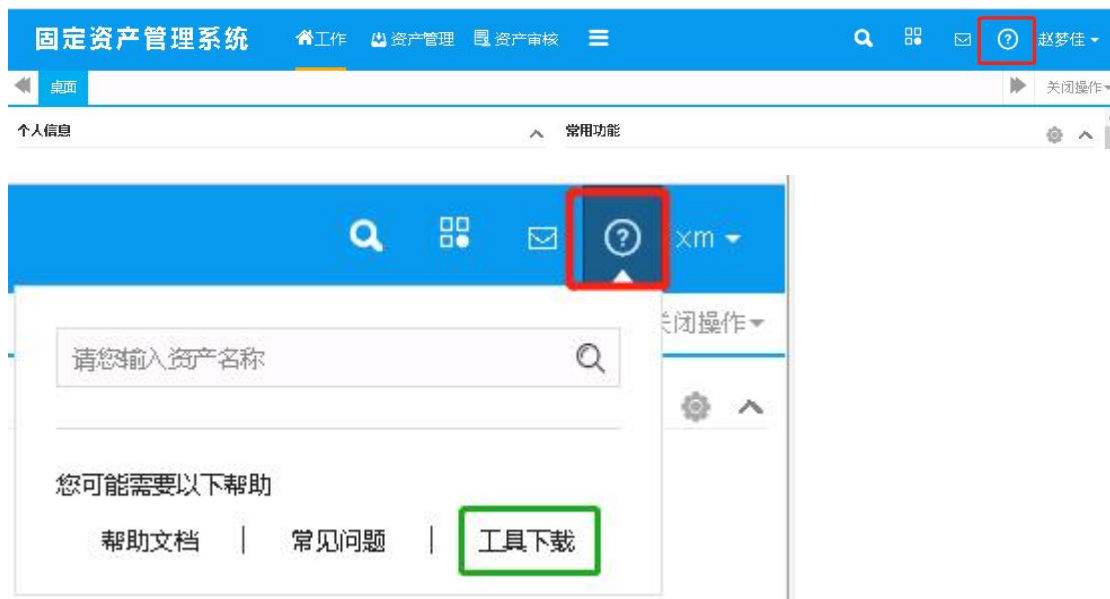 固定资产管理系统 工作 资产管理 资产审核 赵梦佳
桌面 关闭操作
个人信息 常用功能
xm
关闭操作
请您输入资产名称
您可能需要以下帮助
帮助文档 | 常见问题 | 工具下载